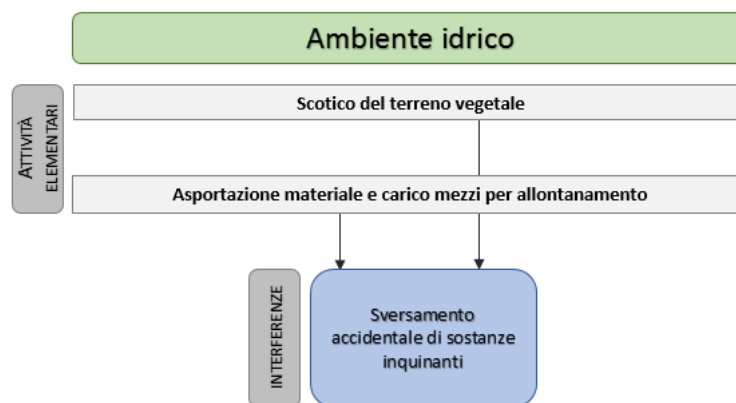 Ambiente idrico
ATTIVITÀ
ELEMENTARI
Scotico del terreno vegetale
Asportazione materiale e carico mezzi per allontanamento
INTERFERENZE
Sversamento
accidentale di sostanze
inquinanti